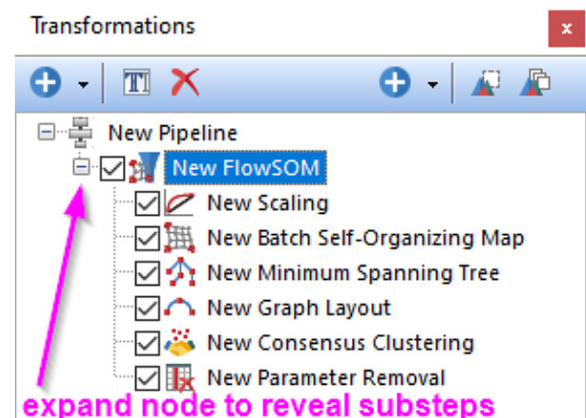 Transformations
x
New Pipeline
New FlowSOM
New Scaling
New Batch Self-Organizing Map
New Minimum Spanning Tree
New Graph Layout
New Consensus Clustering
New Parameter Removal
expand node to reveal substeps